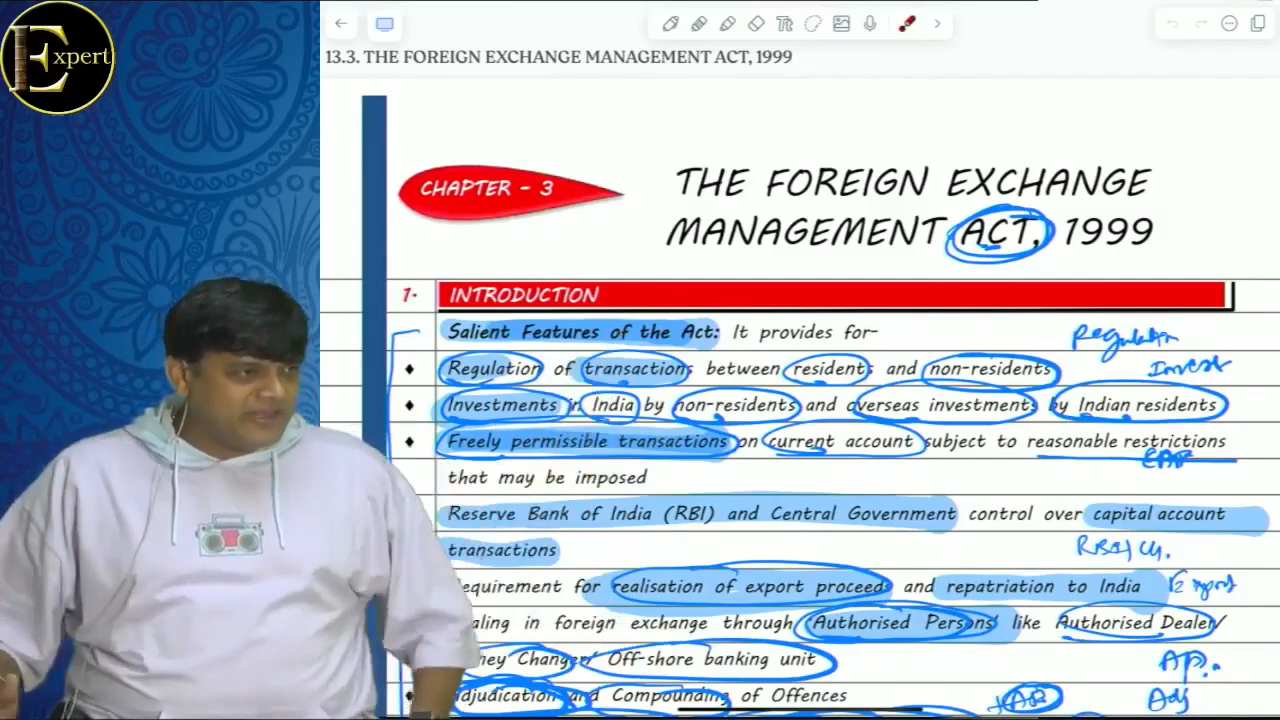 Expert
13.3. THE FOREIGN EXCHANGE MANAGEMENT ACT, 1999
CHAPTER - 3
THE FOREIGN EXCHANGE
MANAGEMENT ACT, 1999
1. INTRODUCTION
Salient Features of the Act: It provides for-
Regulation
♦ Regulation of transactions between residents and non-residents
Invest
♦ Investments in India by non-residents and overseas investments by Indian residents
♦ Freely permissible transactions on current account subject to reasonable restrictions
that may be imposed
Reserve Bank of India (RBI) and Central Government control over capital account
transactions
equirement for realisation of export proceeds and repatriation to India
aling in foreign exchange through 'Authorised Persons' like Authorised Dealer/
ney Changer/ Off-shore banking unit
AP.
♦ djudication and Compounding of Offences
Adj